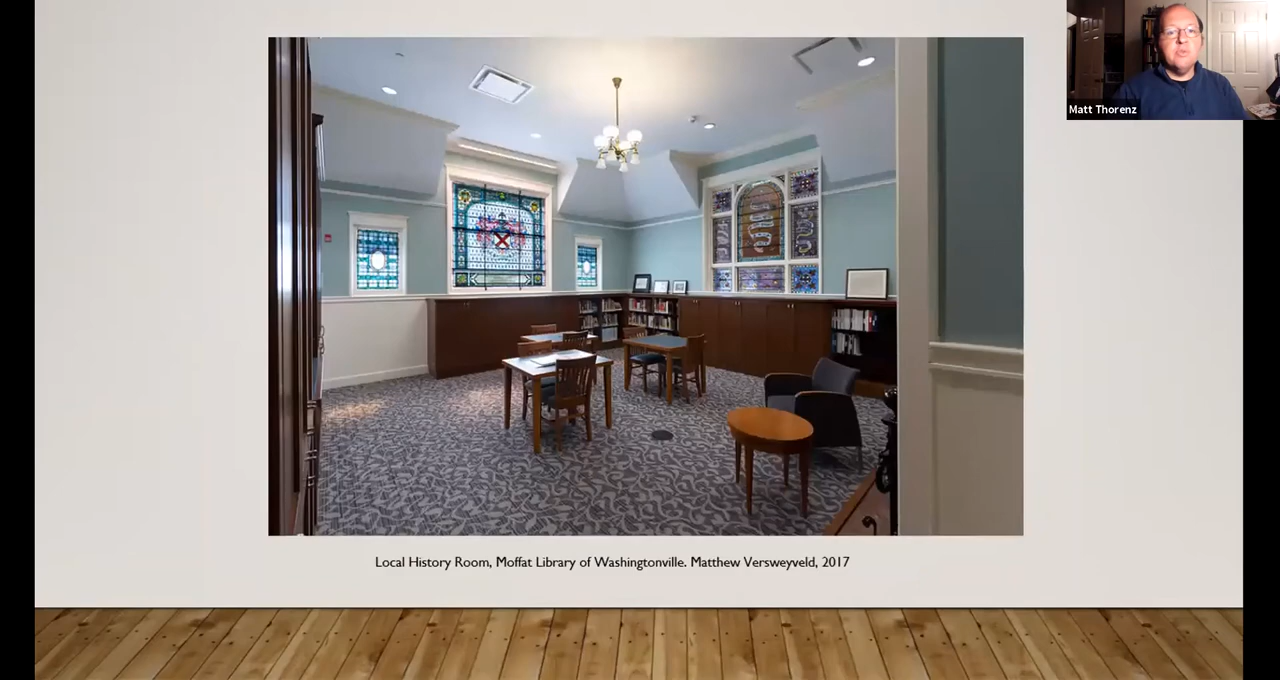 Matt Thorenz
Local History Room, Moffat Library of Washingtonville. Matthew Versweyveld, 2017